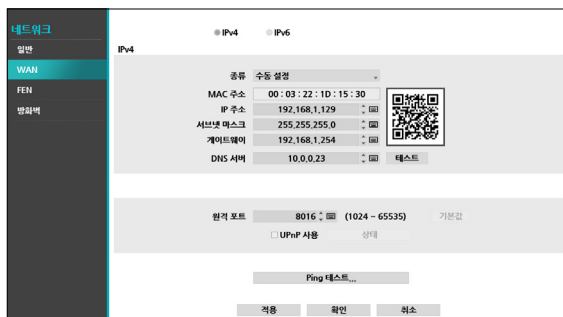 네트워크
일반
WAN
FEN
방화벽
IPv4 IPv6
IPv4
종류 수동 설정
MAC 주소 00 : 03 : 22 : 1D : 15 : 30
IP 주소 192,168,1,129
서브넷 마스크 255,255,255,0
게이트웨이 192,168,1,254
DNS 서버 10,0,0,23 테스트
원격 포트 8016 (1024 ~ 65535) 기본값
UPnP 사용 상태
Ping 테스트...
적용 확인 취소